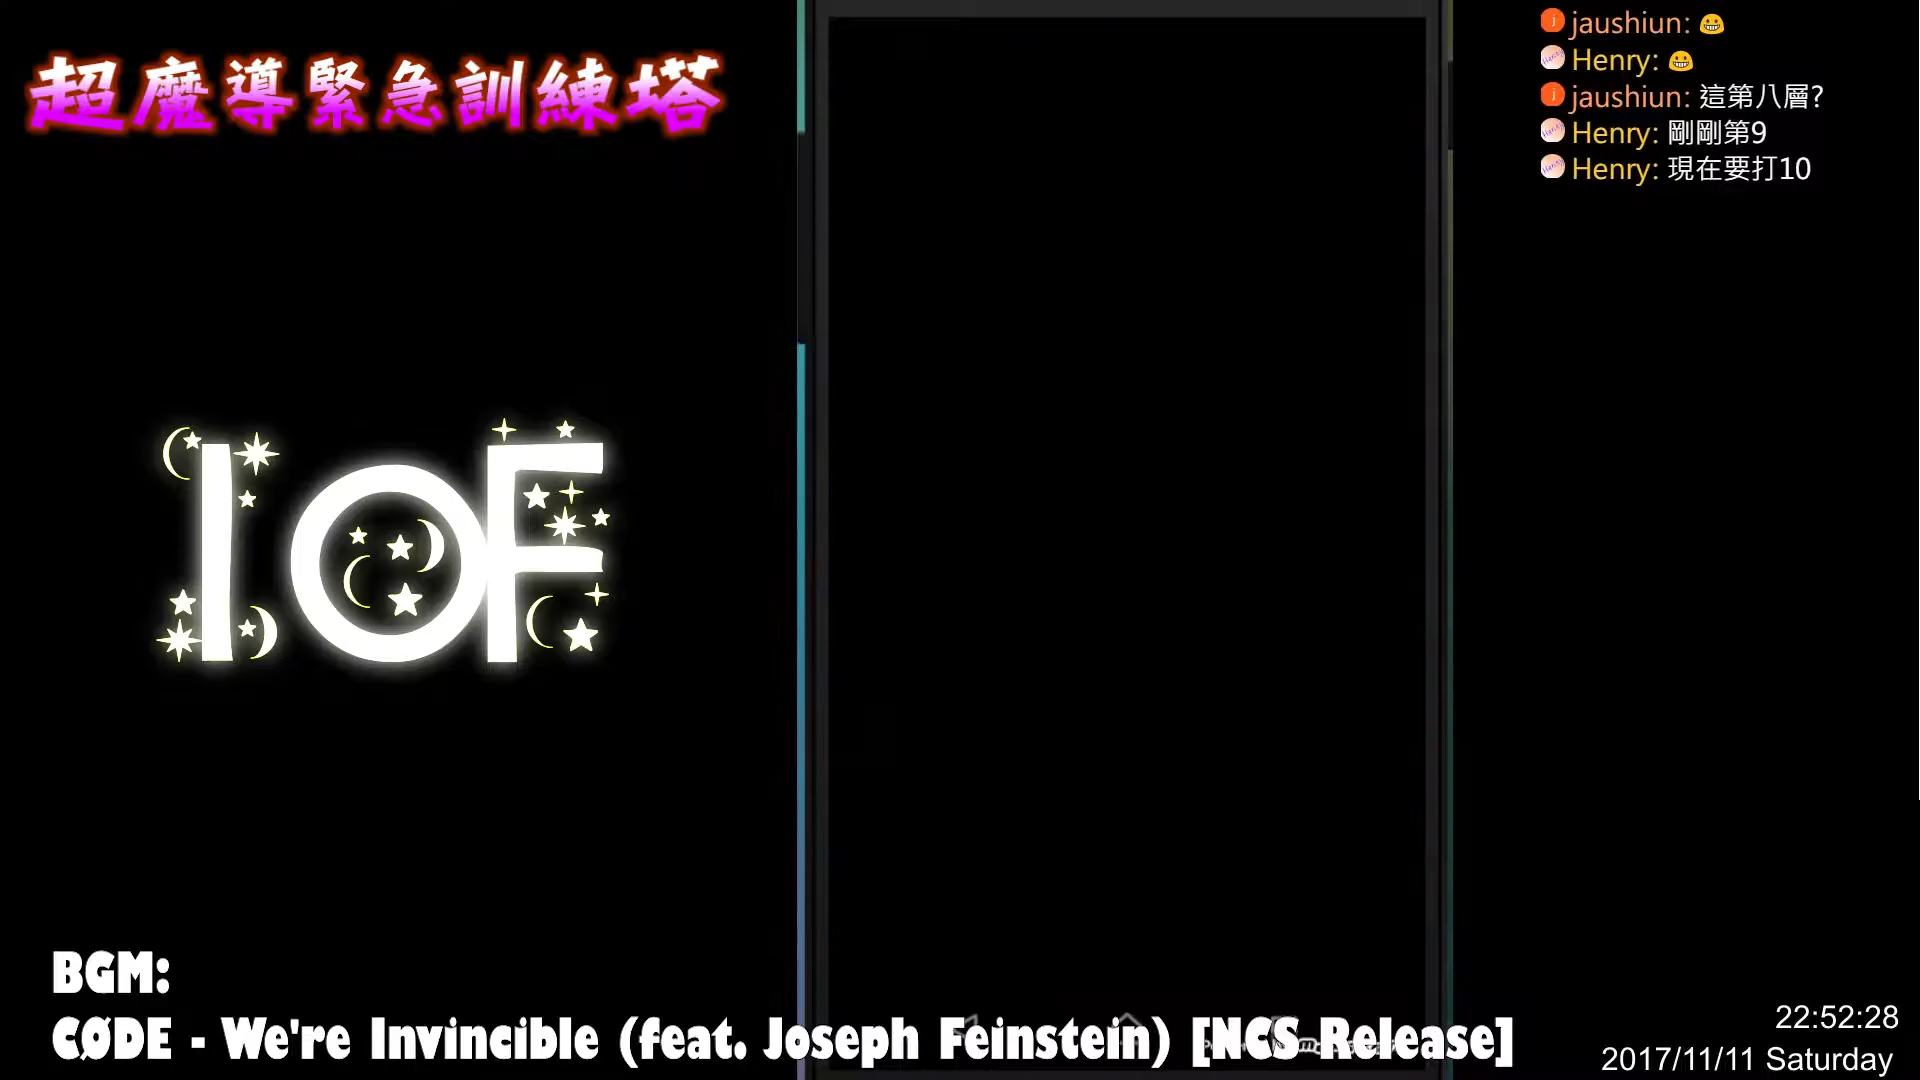 超魔導緊急訓練塔
jaushiun: 😀
Henry: 😀
jaushiun: 這第八層?
Henry: 剛剛第9
Henry: 現在要打10
10F
BGM:
CØDE - We're Invincible (feat. Joseph Feinstein) [NCS Release]
22:52:28
2017/11/11 Saturday